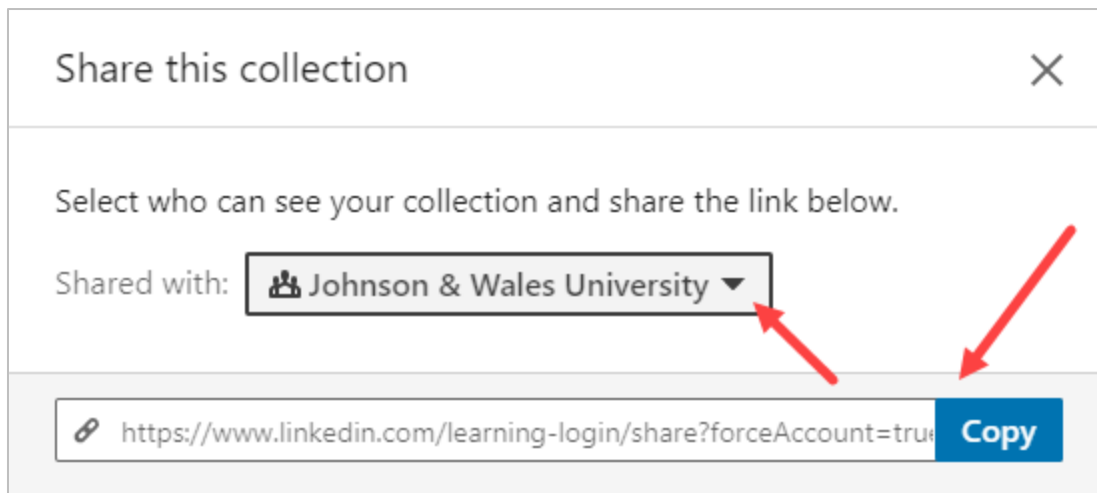 Share this collection
Select who can see your collection and share the link below.
Shared with: Johnson & Wales University
https://www.linkedin.com/learning-login/share?forceAccount=true Copy